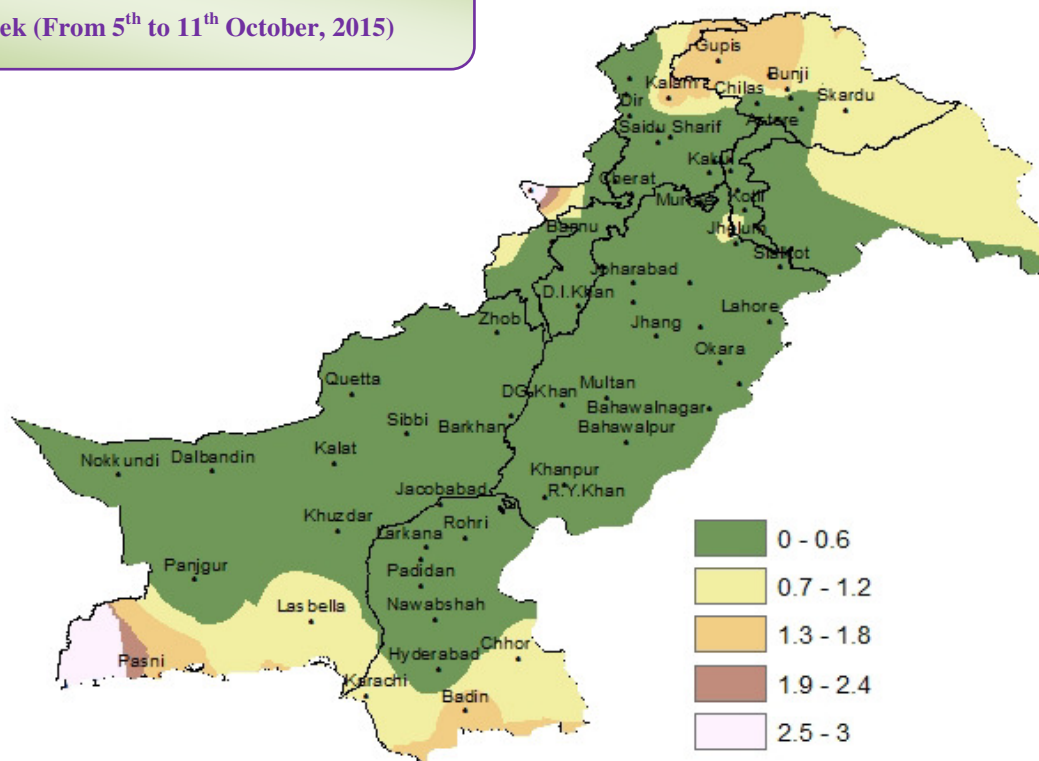 ek (From 5th to 11th October, 2015)
Gupis
Bunji
Kalam
Chilas
Skardu
Dir
Astore
Saidu Sharif
Kakul
Cherat
Murree
Kotli
Bannu
Jhelum
Sialkot
Joharabad
D.I.Khan
Lahore
Zhob
Jhang
Okara
Quetta
DG Khan
Multan
Bahawalnagar
Sibbi
Barkhan
Bahawalpur
Kalat
Nokkundi
Dalbandin
Khanpur
R.Y.Khan
Jacobabad
Khuzdar
Rohri
Larkana
Panjgur
Padidan
Lasbella
Nawabshah
Chhor
Pasni
Hyderabad
Karachi
Badin
0 - 0.6
0.7 - 1.2
1.3 - 1.8
1.9 - 2.4
2.5 - 3